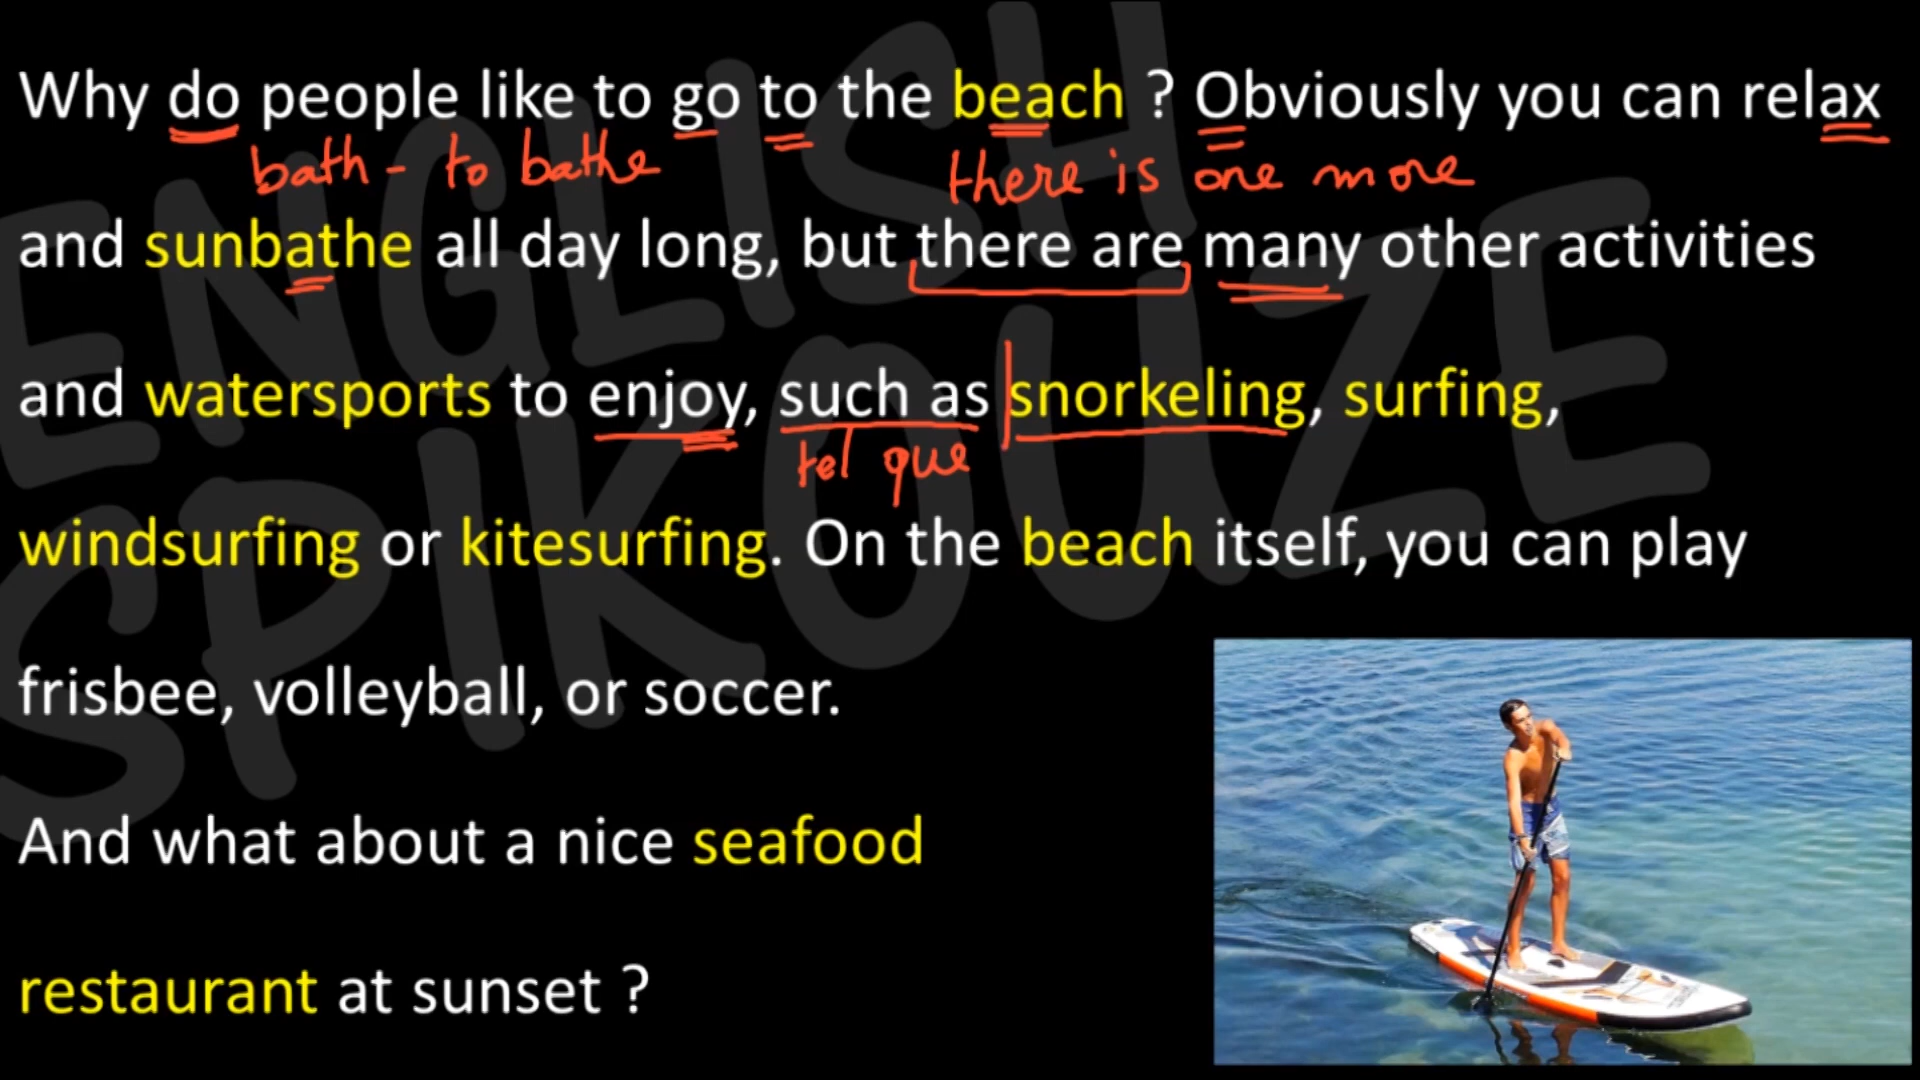 Why do people like to go to the beach ? Obviously you can relax
bath - to bathe there is one more
and sunbathe all day long, but there are many other activities
and watersports to enjoy, such as snorkeling, surfing,
tel que
windsurfing or kitesurfing. On the beach itself, you can play
frisbee, volleyball, or soccer.
And what about a nice seafood
restaurant at sunset ?
ENGLISH
SPIKOUZE